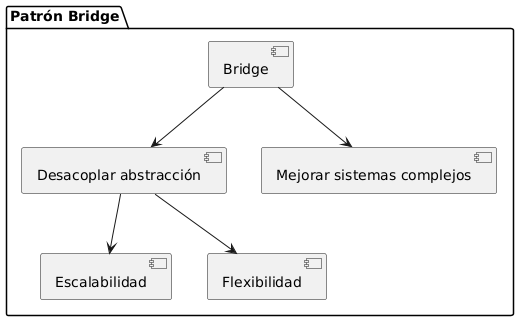 Patrón Bridge
Bridge
Desacoplar abstracción
Mejorar sistemas complejos
Escalabilidad
Flexibilidad